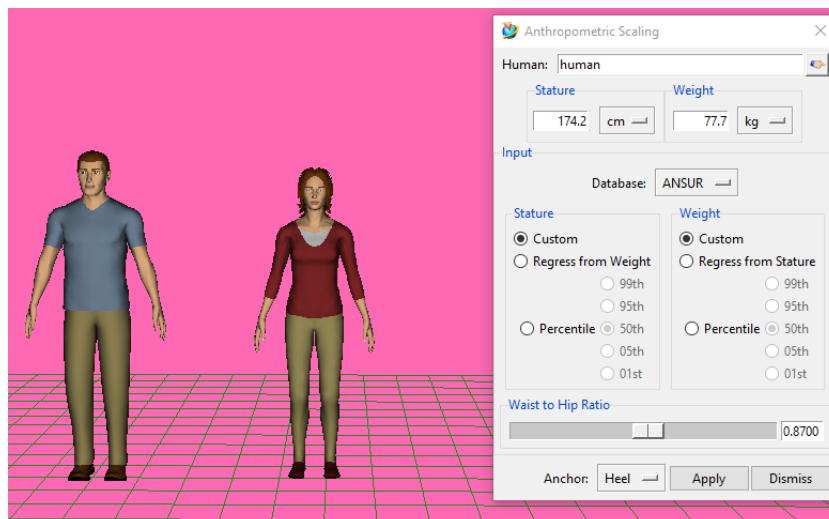 Anthropometric Scaling
Human: human
Stature Weight
174.2 cm 77.7 kg
Input
Database: ANSUR
Stature Weight
Custom Custom
Regress from Weight Regress from Stature
99th 99th
95th 95th
Percentile 50th Percentile 50th
05th 05th
01st 01st
Waist to Hip Ratio
0.8700
Anchor: Heel Apply Dismiss